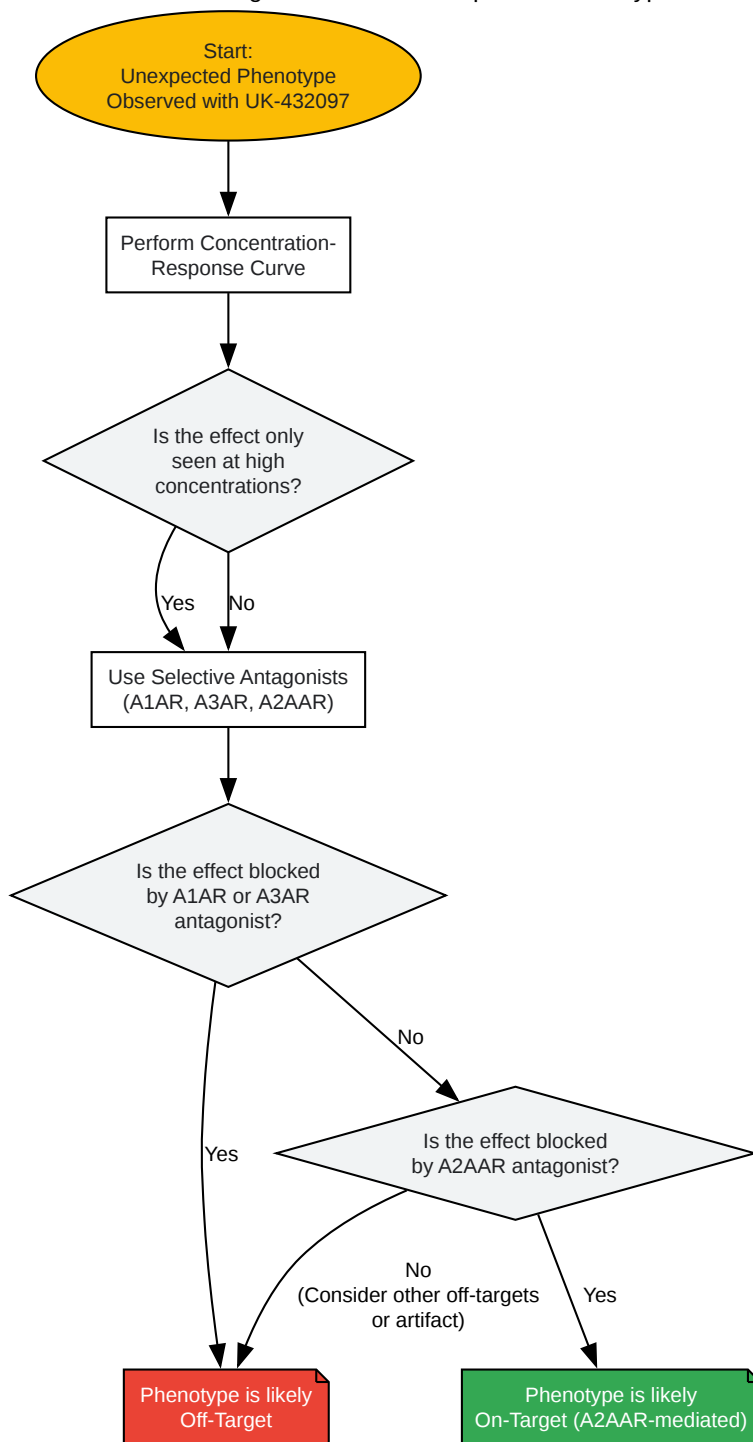 Start:
Unexpected Phenotype
Observed with UK-432097
Perform Concentration-
Response Curve
Is the effect only
seen at high
concentrations?
Yes
No
Use Selective Antagonists
(A1AR, A3AR, A2AAR)
Is the effect blocked
by A1AR or A3AR
antagonist?
No
Is the effect blocked
by A2AAR antagonist?
Yes
No
(Consider other off-targets
or artifact)
Yes
Phenotype is likely
Off-Target
Phenotype is likely
On-Target (A2AAR-mediated)